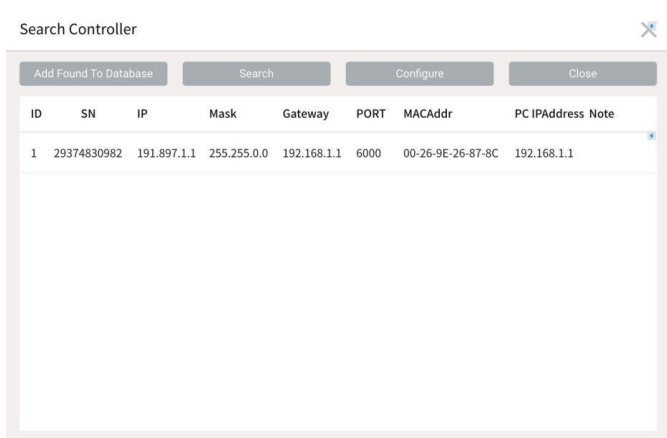 Search Controller
Add Found To Database Search Configure Close
ID SN IP Mask Gateway PORT MACAddr PC IPAddress Note
1 29374830982 191.897.1.1 255.255.0.0 192.168.1.1 6000 00-26-9E-26-87-8C 192.168.1.1